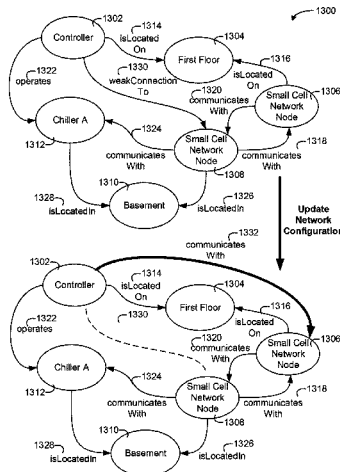 1300
1302
1314
Controller
isLocated
On
1304
First Floor
1316
isLocated
On
1330
weakConnection
To
1322
operates
1320
communicates
With
Small Cell
Network
Node
1306
Chiller A
1312
1324
communicates
With
Small Cell
Network
Node
1308
1318
communicates
With
1310
Basement
1328
isLocatedIn
1326
isLocatedIn
Update
Network
Configuration
1332
communicates
With
1302
1314
Controller
isLocated
On
1304
First Floor
1316
isLocated
On
1330
1322
operates
1320
communicates
With
Small Cell
Network
Node
1306
Chiller A
1312
1324
communicates
With
Small Cell
Network
Node
1308
1318
communicates
With
1310
Basement
1328
isLocatedIn
1326
isLocatedIn